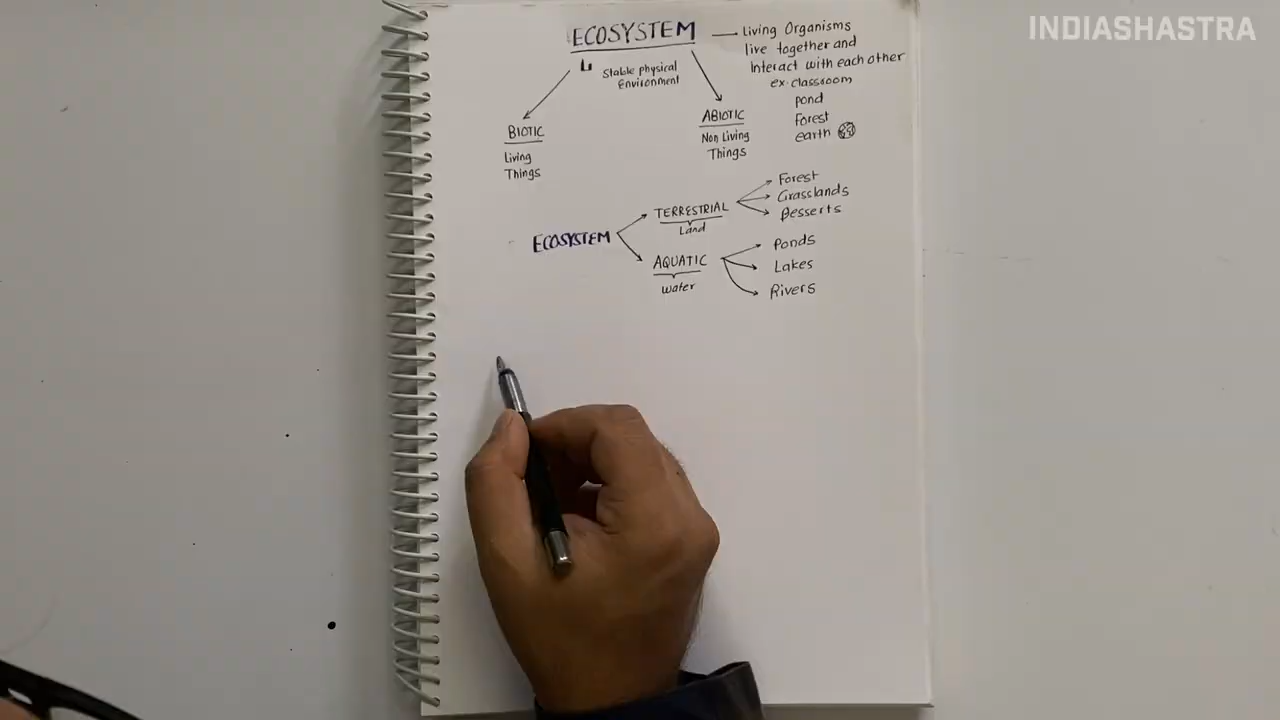 INDIASHASTRA
ECOSYSTEM
Living Organisms
live together and
Interact with each other
ex. classroom
pond
Forest
earth
Stable physical
Environment
BIOTIC
Living
Things
ABIOTIC
Non Living
Things
ECOSYSTEM
TERRESTRIAL
Land
Forest
Grasslands
Desserts
AQUATIC
water
Ponds
Lakes
Rivers